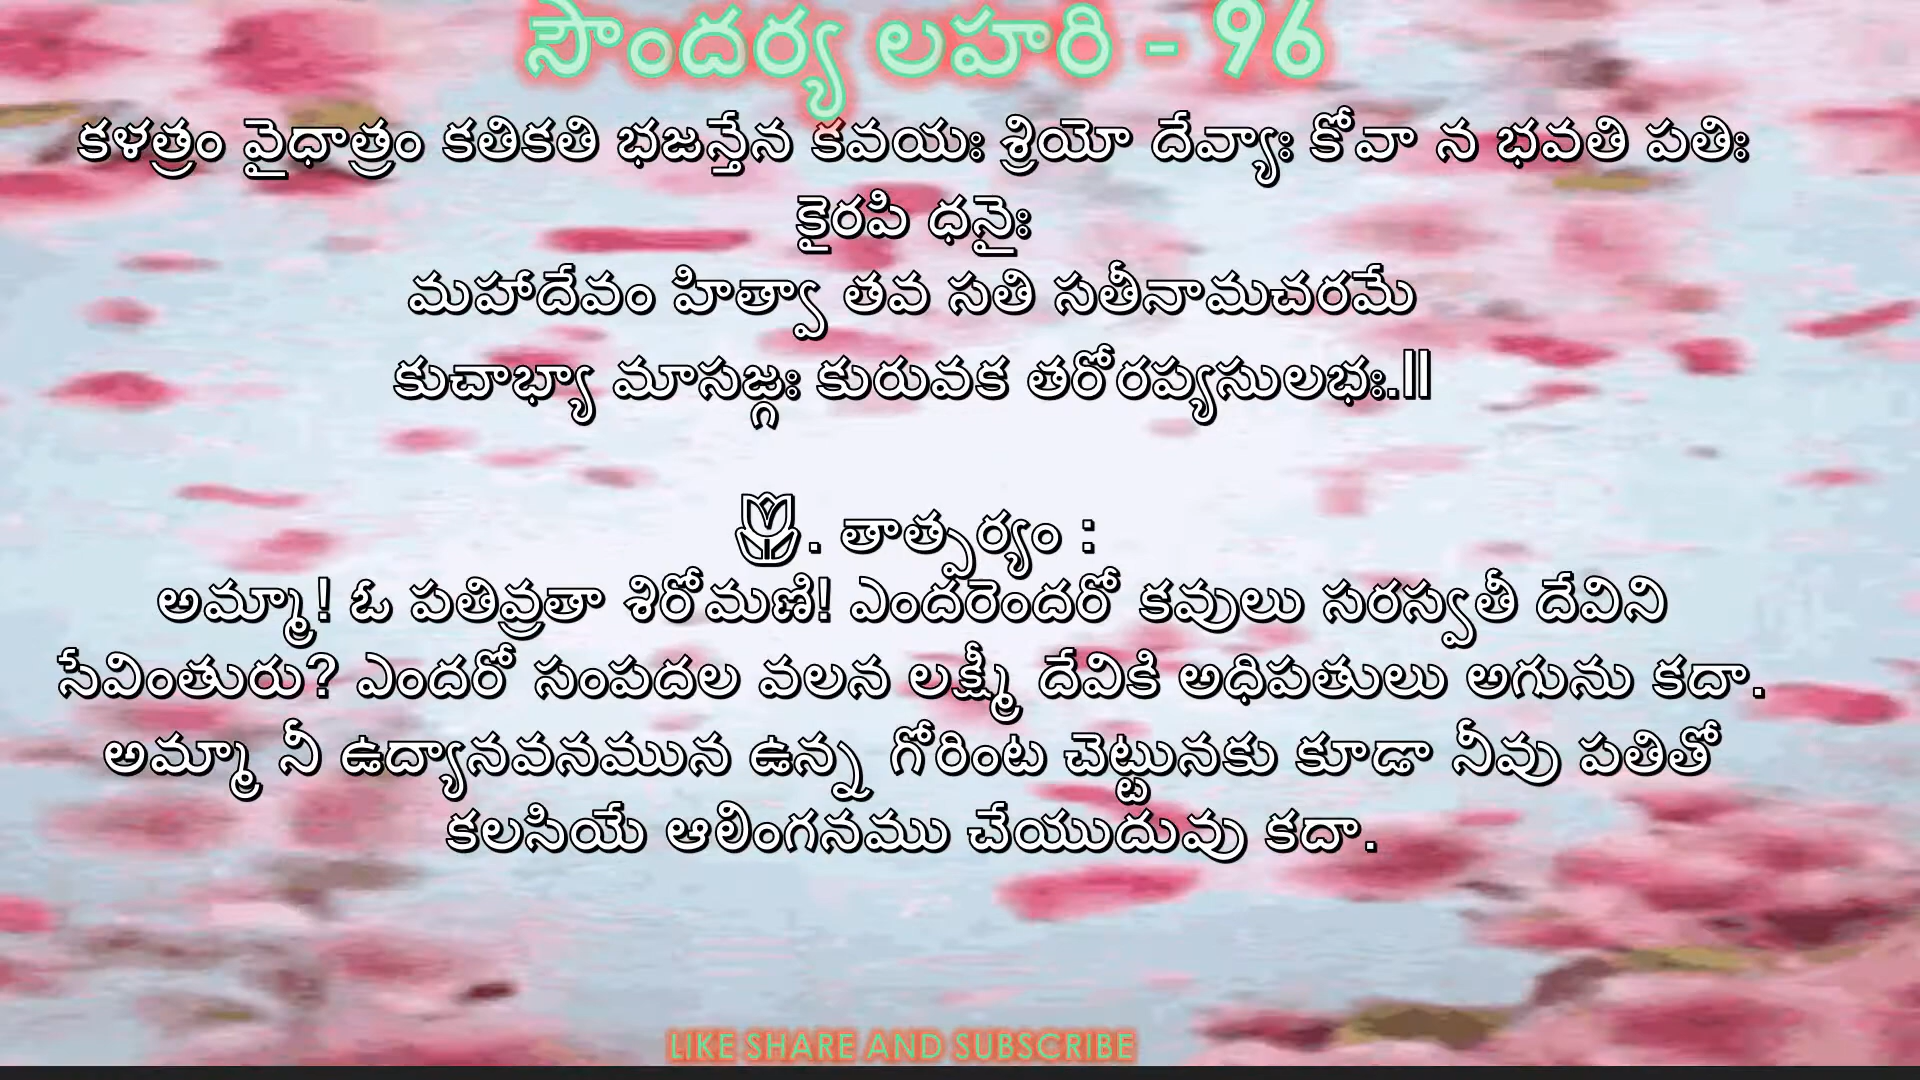 సౌందర్య లహరి - 96
కళత్రం వైధాత్రం కతికతి భజన్తేన కవయః శ్రియో దేవ్యాః కోవా న భవతి పతిః
కైరపి ధనైః
మహాదేవం హిత్వా తవ సతి సతీనామచరమే
కుచాభ్యా మాసఙ్గః కురువక తరోరప్యసులభః.ll
🌷. తాత్పర్యం :
అమ్మా! ఓ పతివ్రతా శిరోమణి! ఎందరెందరో కవులు సరస్వతీ దేవిని
సేవింతురు? ఎందరో సంపదల వలన లక్ష్మీ దేవికి అధిపతులు అగును కదా.
అమ్మా నీ ఉద్యానవనమున ఉన్న గోరింట చెట్టునకు కూడా నీవు పతితో
కలసియే ఆలింగనము చేయుదువు కదా.
LIKE SHARE AND SUBSCRIBE